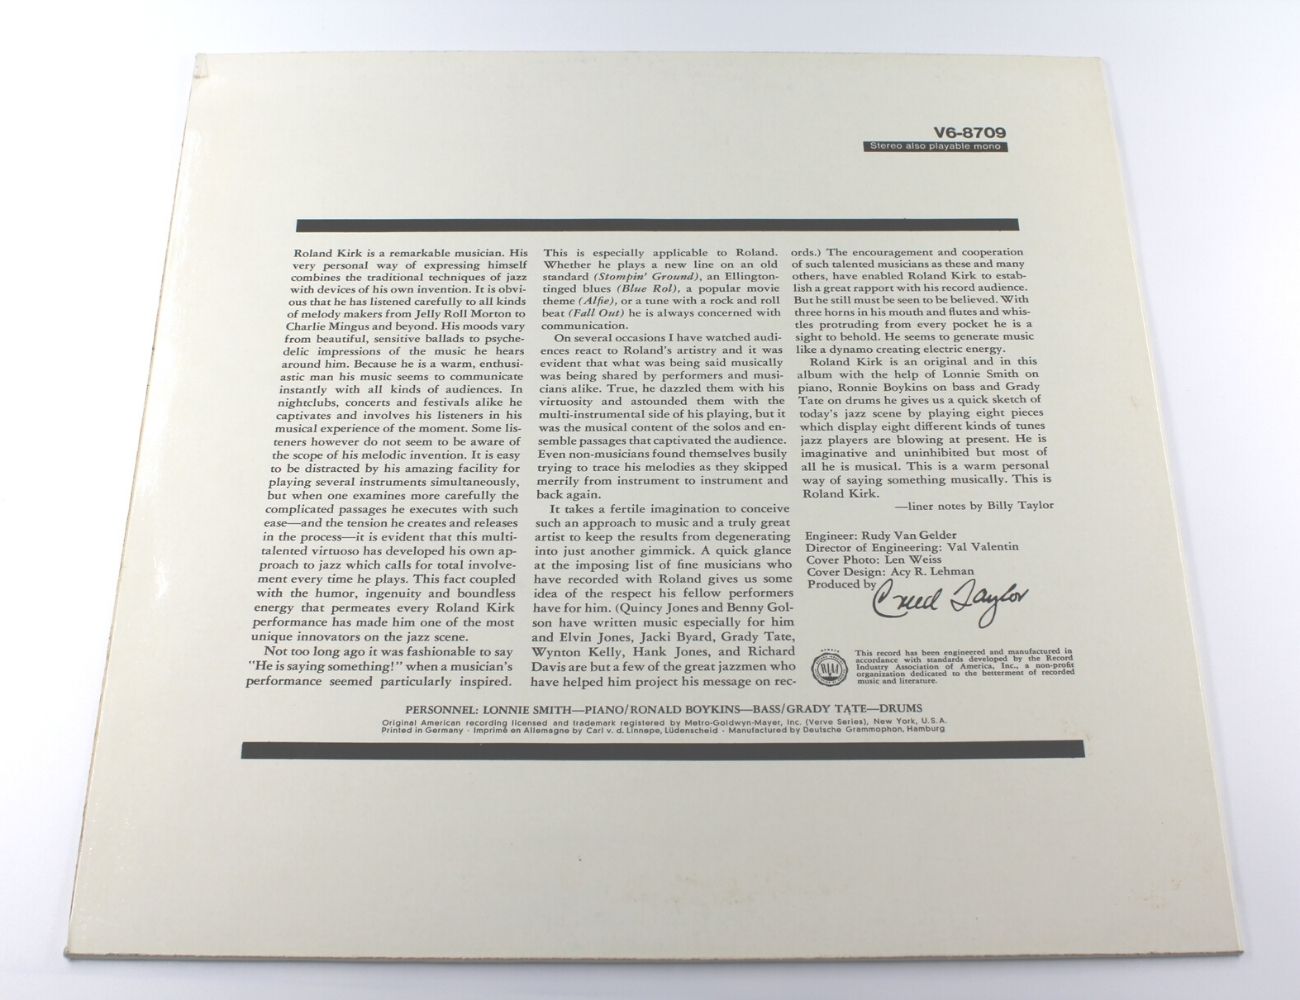 V6-8709
Stereo also playable mono
Roland Kirk is a remarkable musician. His
very personal way of expressing himself
combines the traditional techniques of jazz
with devices of his own invention. It is obvi-
ous that he has listened carefully to all kinds
of melody makers from Jelly Roll Morton to
Charlie Mingus and beyond. His moods vary
from beautiful, sensitive ballads to psyche-
delic impressions of the music he hears
around him. Because he is a warm, enthusi-
astic man his music seems to communicate
instantly with all kinds of audiences. In
nightclubs, concerts and festivals alike he
captivates and involves his listeners in his
musical experience of the moment. Some lis-
teners however do not seem to be aware of
the scope of his melodic invention. It is easy
to be distracted by his amazing facility for
playing several instruments simultaneously,
but when one examines more carefully the
complicated passages he executes with such
ease—and the tension he creates and releases
in the process—it is evident that this multi-
talented virtuoso has developed his own ap-
proach to jazz which calls for total involve-
ment every time he plays. This fact coupled
with the humor, ingenuity and boundless
energy that permeates every Roland Kirk
performance has made him one of the most
unique innovators on the jazz scene.
Not too long ago it was fashionable to say
"He is saying something!" when a musician's
performance seemed particularly inspired.
This is especially applicable to Roland.
Whether he plays a new line on an old
standard (Stompin' Ground), an Ellington-
tinged blues (Blue Rol), a popular movie
theme (Alfie), or a tune with a rock and roll
beat (Fall Out) he is always concerned with
communication.
On several occasions I have watched audi-
ences react to Roland's artistry and it was
evident that what was being said musically
was being shared by performers and musi-
cians alike. True, he dazzled them with his
virtuosity and astounded them with the
multi-instrumental side of his playing, but it
was the musical content of the solos and en-
semble passages that captivated the audience.
Even non-musicians found themselves busily
trying to trace his melodies as they skipped
merrily from instrument to instrument and
back again.
It takes a fertile imagination to conceive
such an approach to music and a truly great
artist to keep the results from degenerating
into just another gimmick. A quick glance
at the imposing list of fine musicians who
have recorded with Roland gives us some
idea of the respect his fellow performers
have for him. (Quincy Jones and Benny Gol-
son have written music especially for him
and Elvin Jones, Jacki Byard, Grady Tate,
Wynton Kelly, Hank Jones, and Richard
Davis are but a few of the great jazzmen who
have helped him project his message on rec-
ords.) The encouragement and cooperation
of such talented musicians as these and many
others, have enabled Roland Kirk to estab-
lish a great rapport with his record audience.
But he still must be seen to be believed. With
three horns in his mouth and flutes and whis-
tles protruding from every pocket he is a
sight to behold. He seems to generate music
like a dynamo creating electric energy.
Roland Kirk is an original and in this
album with the help of Lonnie Smith on
piano, Ronnie Boykins on bass and Grady
Tate on drums he gives us a quick sketch of
today's jazz scene by playing eight pieces
which display eight different kinds of tunes
jazz players are blowing at present. He is
imaginative and uninhibited but most of
all he is musical. This is a warm personal
way of saying something musically. This is
Roland Kirk.
—liner notes by Billy Taylor
Engineer: Rudy Van Gelder
Director of Engineering: Val Valentin
Cover Photo: Len Weiss
Cover Design: Acy R. Lehman
Produced by Creed Taylor
This record has been engineered and manufactured in
accordance with standards developed by the Record
Industry Association of America, Inc., a non-profit
organization dedicated to the betterment of recorded
music and literature.
PERSONNEL: LONNIE SMITH—PIANO/RONALD BOYKINS—BASS/GRADY TATE—DRUMS
Original American recording licensed and trademark registered by Metro-Goldwyn-Mayer, Inc. (Verve Series), New York, U.S.A.
Printed in Germany · Imprimé en Allemagne by Carl v. d. Linnepe, Lüdenscheid · Manufactured by Deutsche Grammophon, Hamburg